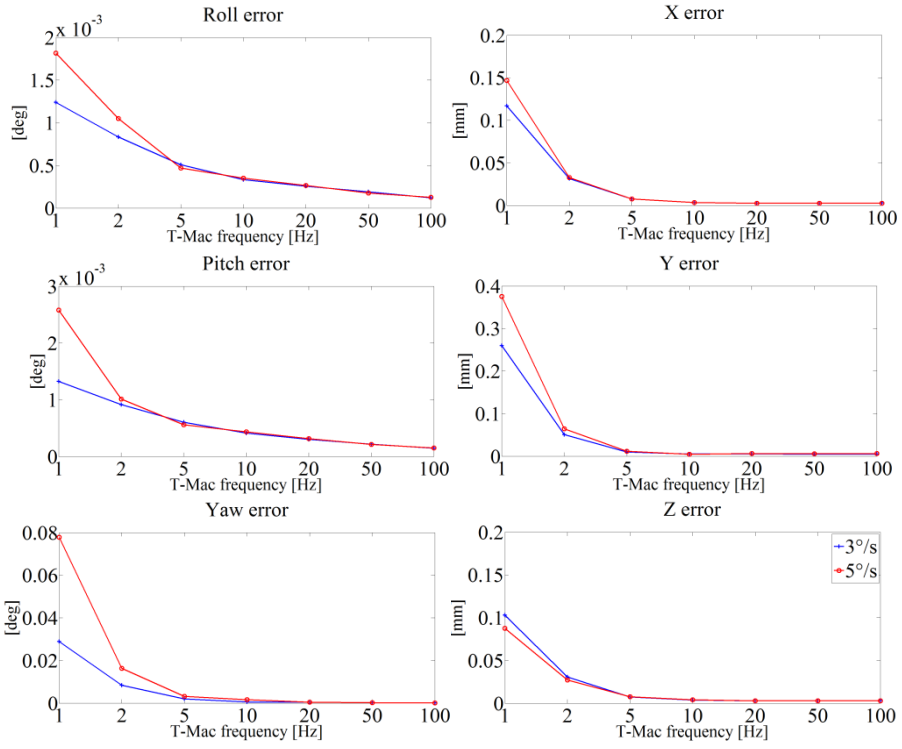 Roll error
x 10 -3
2
1.5
1
0.5
0
[deg]
1 2 5 10 20 50 100
T-Mac frequency [Hz]
X error
0.2
0.15
0.1
0.05
0
[mm]
1 2 5 10 20 50 100
T-Mac frequency [Hz]
Pitch error
x 10 -3
3
2
1
0
[deg]
1 2 5 10 20 50 100
T-Mac frequency [Hz]
Y error
0.4
0.3
0.2
0.1
0
[mm]
1 2 5 10 20 50 100
T-Mac frequency [Hz]
Yaw error
0.08
0.06
0.04
0.02
0
[deg]
1 2 5 10 20 50 100
T-Mac frequency [Hz]
Z error
0.2
0.15
0.1
0.05
0
[mm]
3°/s
5°/s
1 2 5 10 20 50 100
T-Mac frequency [Hz]